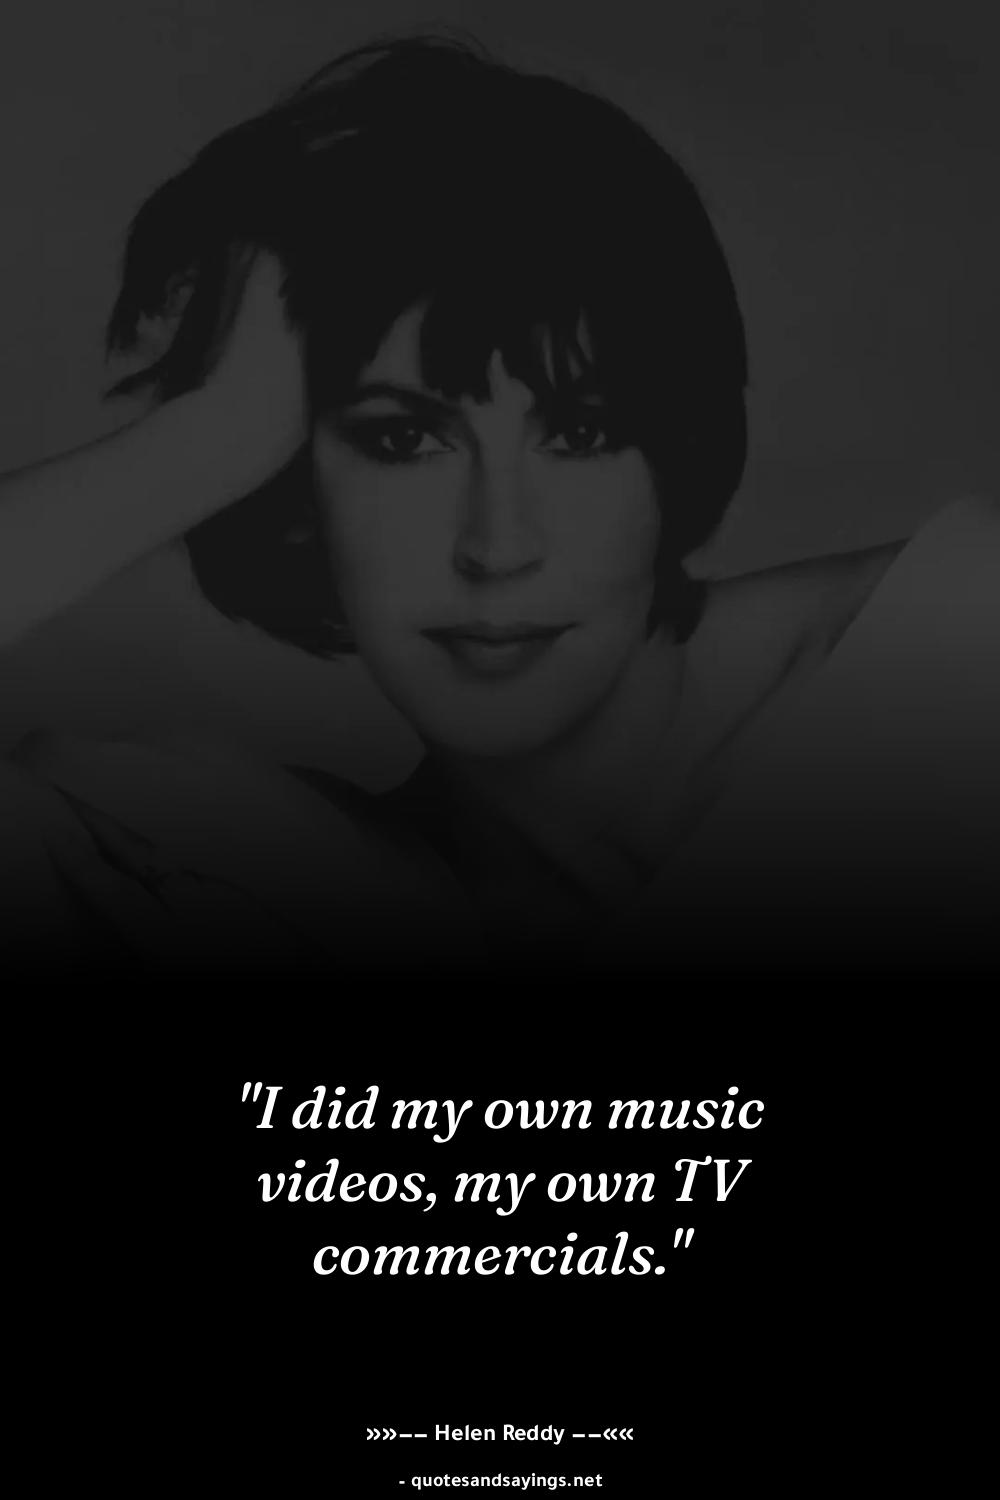 "I did my own music
videos, my own TV
commercials."
»»–– Helen Reddy ––««
- quotesandsayings.net